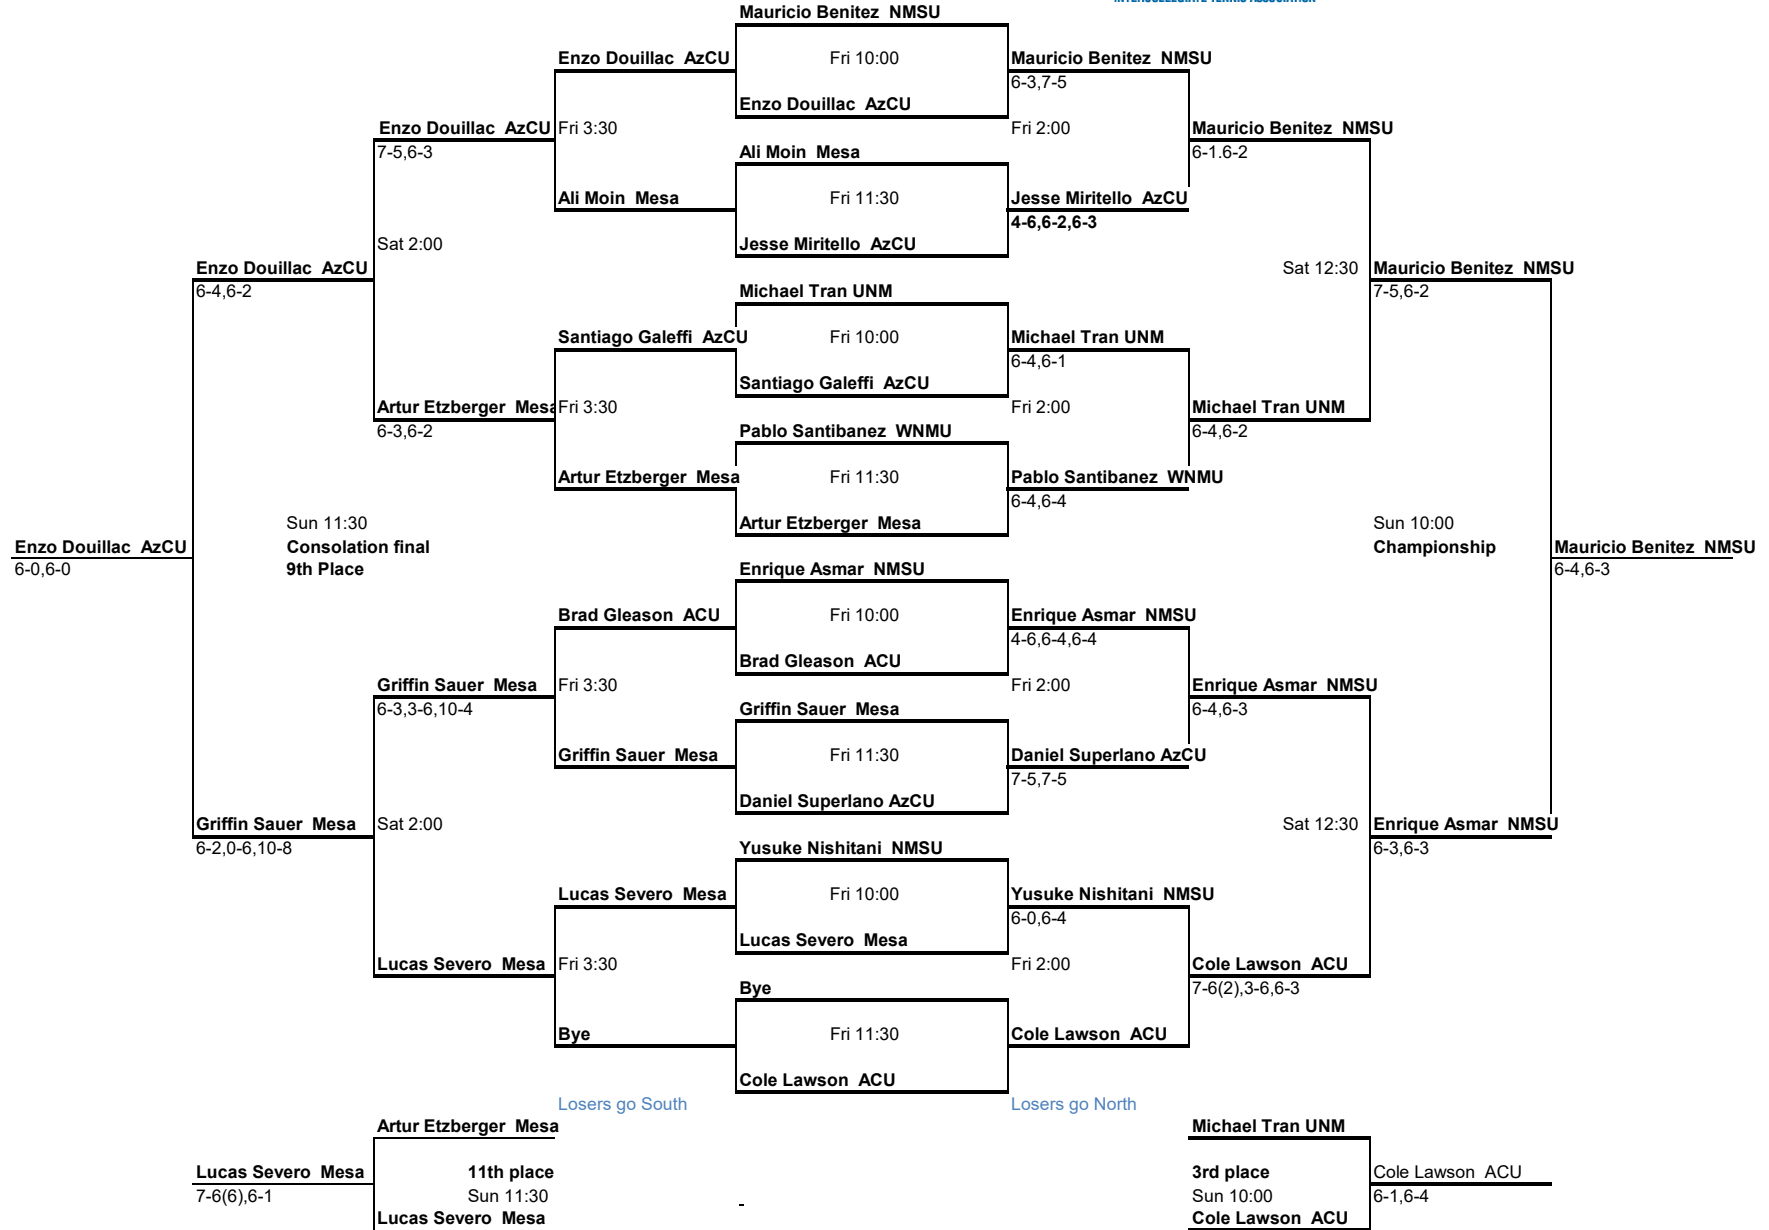 Mauricio Benitez NMSU
Enzo Douillac AzCU
Fri 10:00
Mauricio Benitez NMSU
6-3,7-5
Enzo Douillac AzCU
Enzo Douillac AzCU
Fri 3:30
Fri 2:00
Mauricio Benitez NMSU
7-5,6-3
Ali Moin Mesa
6-1.6-2
Ali Moin Mesa
Fri 11:30
Jesse Miritello AzCU
4-6,6-2,6-3
Sat 2:00
Jesse Miritello AzCU
Enzo Douillac AzCU
Sat 12:30
Mauricio Benitez NMSU
6-4,6-2
Michael Tran UNM
7-5,6-2
Santiago Galeffi AzCU
Fri 10:00
Michael Tran UNM
6-4,6-1
Santiago Galeffi AzCU
Artur Etzberger Mesa
Fri 3:30
Fri 2:00
Michael Tran UNM
6-3,6-2
Pablo Santibanez WNMU
6-4,6-2
Artur Etzberger Mesa
Fri 11:30
Pablo Santibanez WNMU
6-4,6-4
Sun 11:30
Artur Etzberger Mesa
Sun 10:00
Enzo Douillac AzCU
Consolation final
Championship
Mauricio Benitez NMSU
6-0,6-0
9th Place
Enrique Asmar NMSU
6-4,6-3
Brad Gleason ACU
Fri 10:00
Enrique Asmar NMSU
4-6,6-4,6-4
Brad Gleason ACU
Griffin Sauer Mesa
Fri 3:30
Fri 2:00
Enrique Asmar NMSU
6-3,3-6,10-4
Griffin Sauer Mesa
6-4,6-3
Griffin Sauer Mesa
Fri 11:30
Daniel Superlano AzCU
7-5,7-5
Daniel Superlano AzCU
Griffin Sauer Mesa
Sat 2:00
Sat 12:30
Enrique Asmar NMSU
6-2,0-6,10-8
Yusuke Nishitani NMSU
6-3,6-3
Lucas Severo Mesa
Fri 10:00
Yusuke Nishitani NMSU
6-0,6-4
Lucas Severo Mesa
Lucas Severo Mesa
Fri 3:30
Fri 2:00
Cole Lawson ACU
Bye
7-6(2),3-6,6-3
Bye
Fri 11:30
Cole Lawson ACU
Cole Lawson ACU
Losers go South
Losers go North
Artur Etzberger Mesa
Michael Tran UNM
Lucas Severo Mesa
11th place
3rd place
Cole Lawson ACU
7-6(6),6-1
Sun 11:30
-
Sun 10:00
6-1,6-4
Lucas Severo Mesa
Cole Lawson ACU